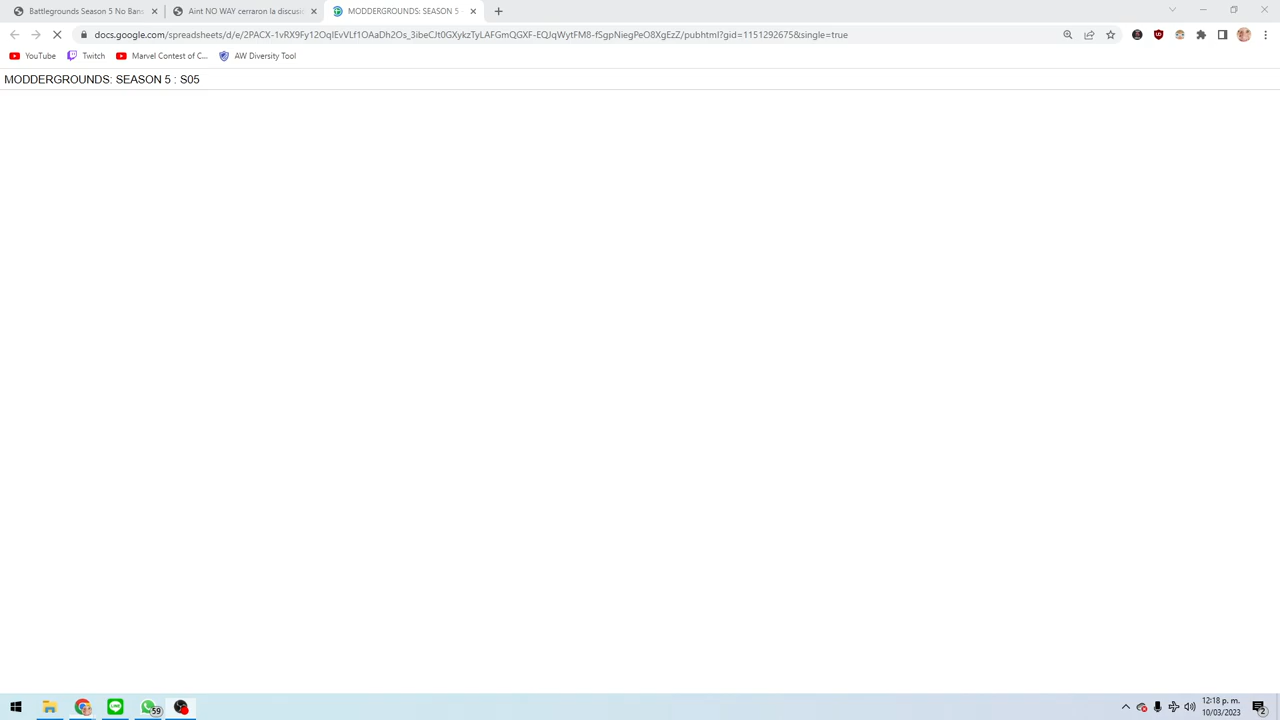 Battlegrounds Season 5 No Bans
Aint NO WAY cerraron la discusi
MODDERGROUNDS: SEASON 5
docs.google.com/spreadsheets/d/e/2PACX-1vRX9Fy12OqIEvVLf1OAaDh2Os_3ibeCJt0GXykzTyLAFGmQGXF-EQJqWytFM8-fSgpNiegPeO8XgEzZ/pubhtml?gid=1151292675&single=true
YouTube
Twitch
Marvel Contest of C...
AW Diversity Tool
MODDERGROUNDS: SEASON 5 : S05
59
12:18 p. m.
10/03/2023
2